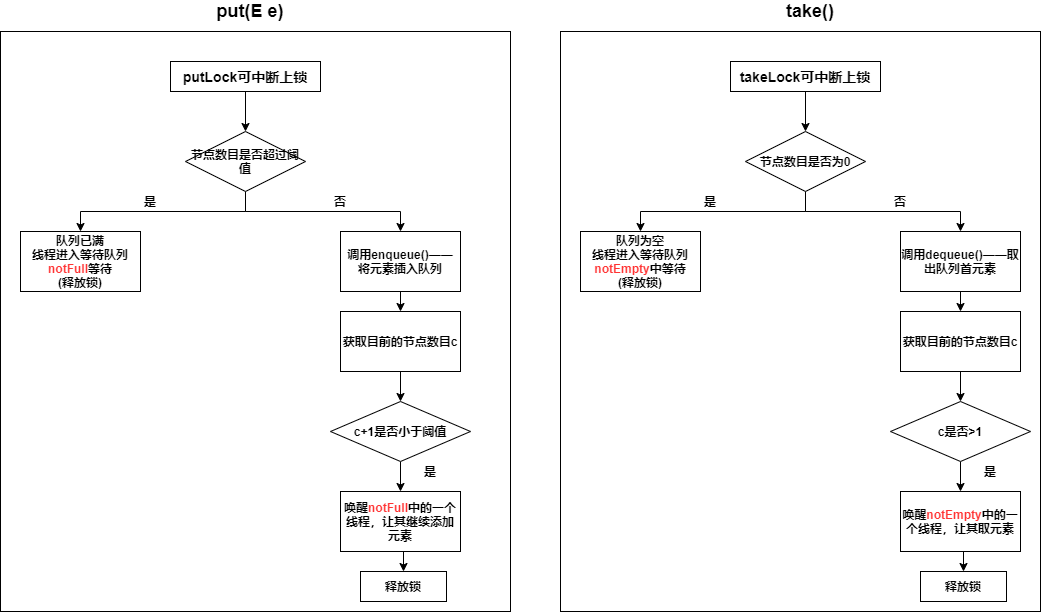 put(E e)
putLock可中断上锁
节点数目是否超过阈
值
是
否
队列已满
线程进入等待队列
notFull等待
(释放锁)
调用enqueue()——
将元素插入队列
获取目前的节点数目c
c+1是否小于阈值
是
唤醒notFull中的一个
线程，让其继续添加
元素
释放锁
take()
takeLock可中断上锁
节点数目是否为0
是
否
队列为空
线程进入等待队列
notEmpty中等待
(释放锁)
调用dequeue()——取
出队列首元素
获取目前的节点数目c
c是否>1
是
唤醒notEmpty中的一
个线程，让其取元素
释放锁